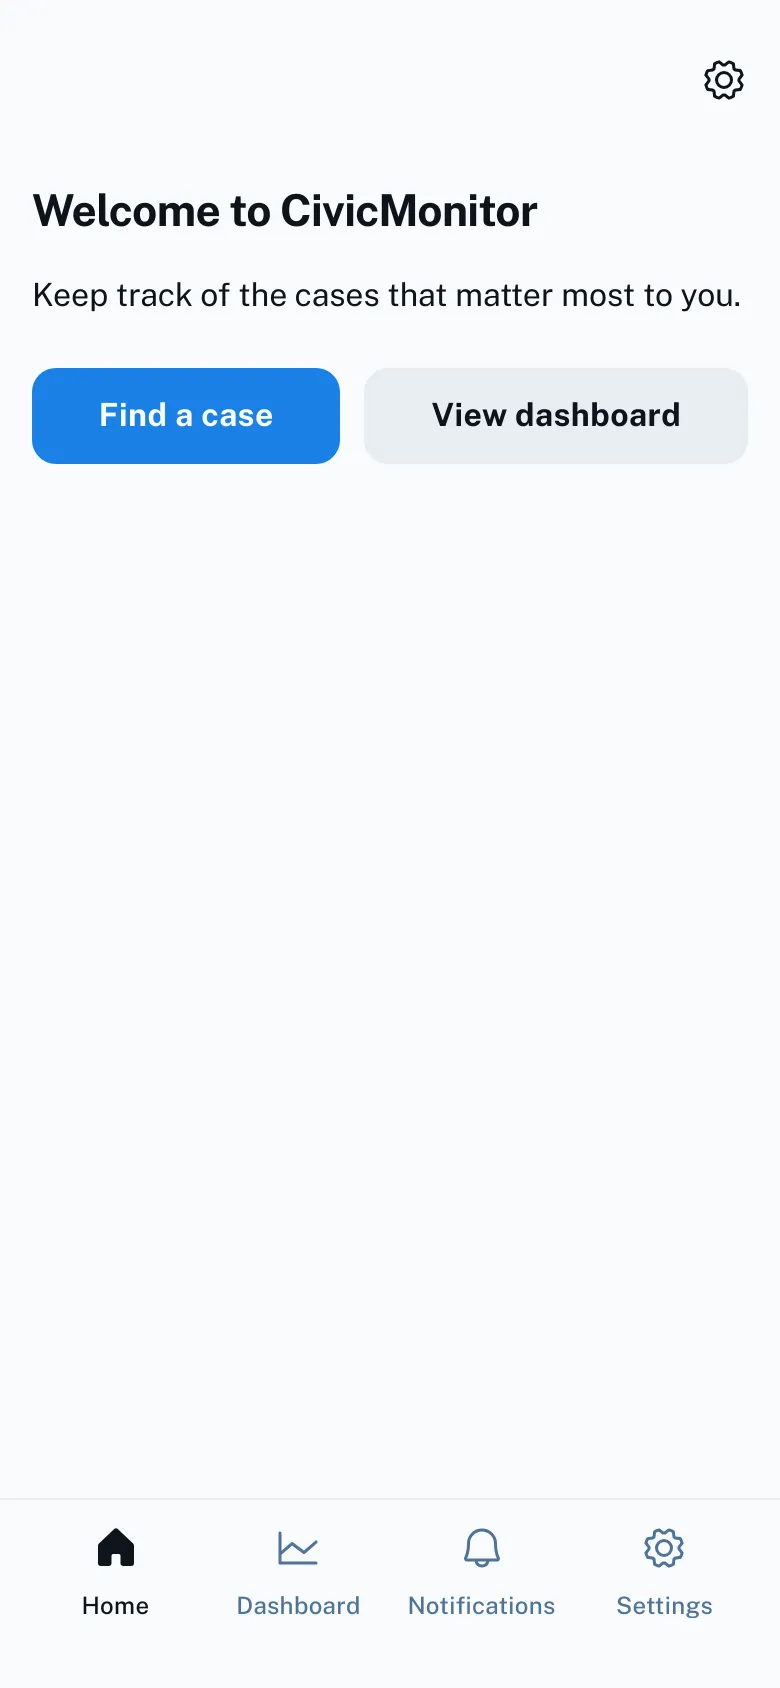 Welcome to CivicMonitor
Keep track of the cases that matter most to you.
Find a case
View dashboard
Home
Dashboard
Notifications
Settings